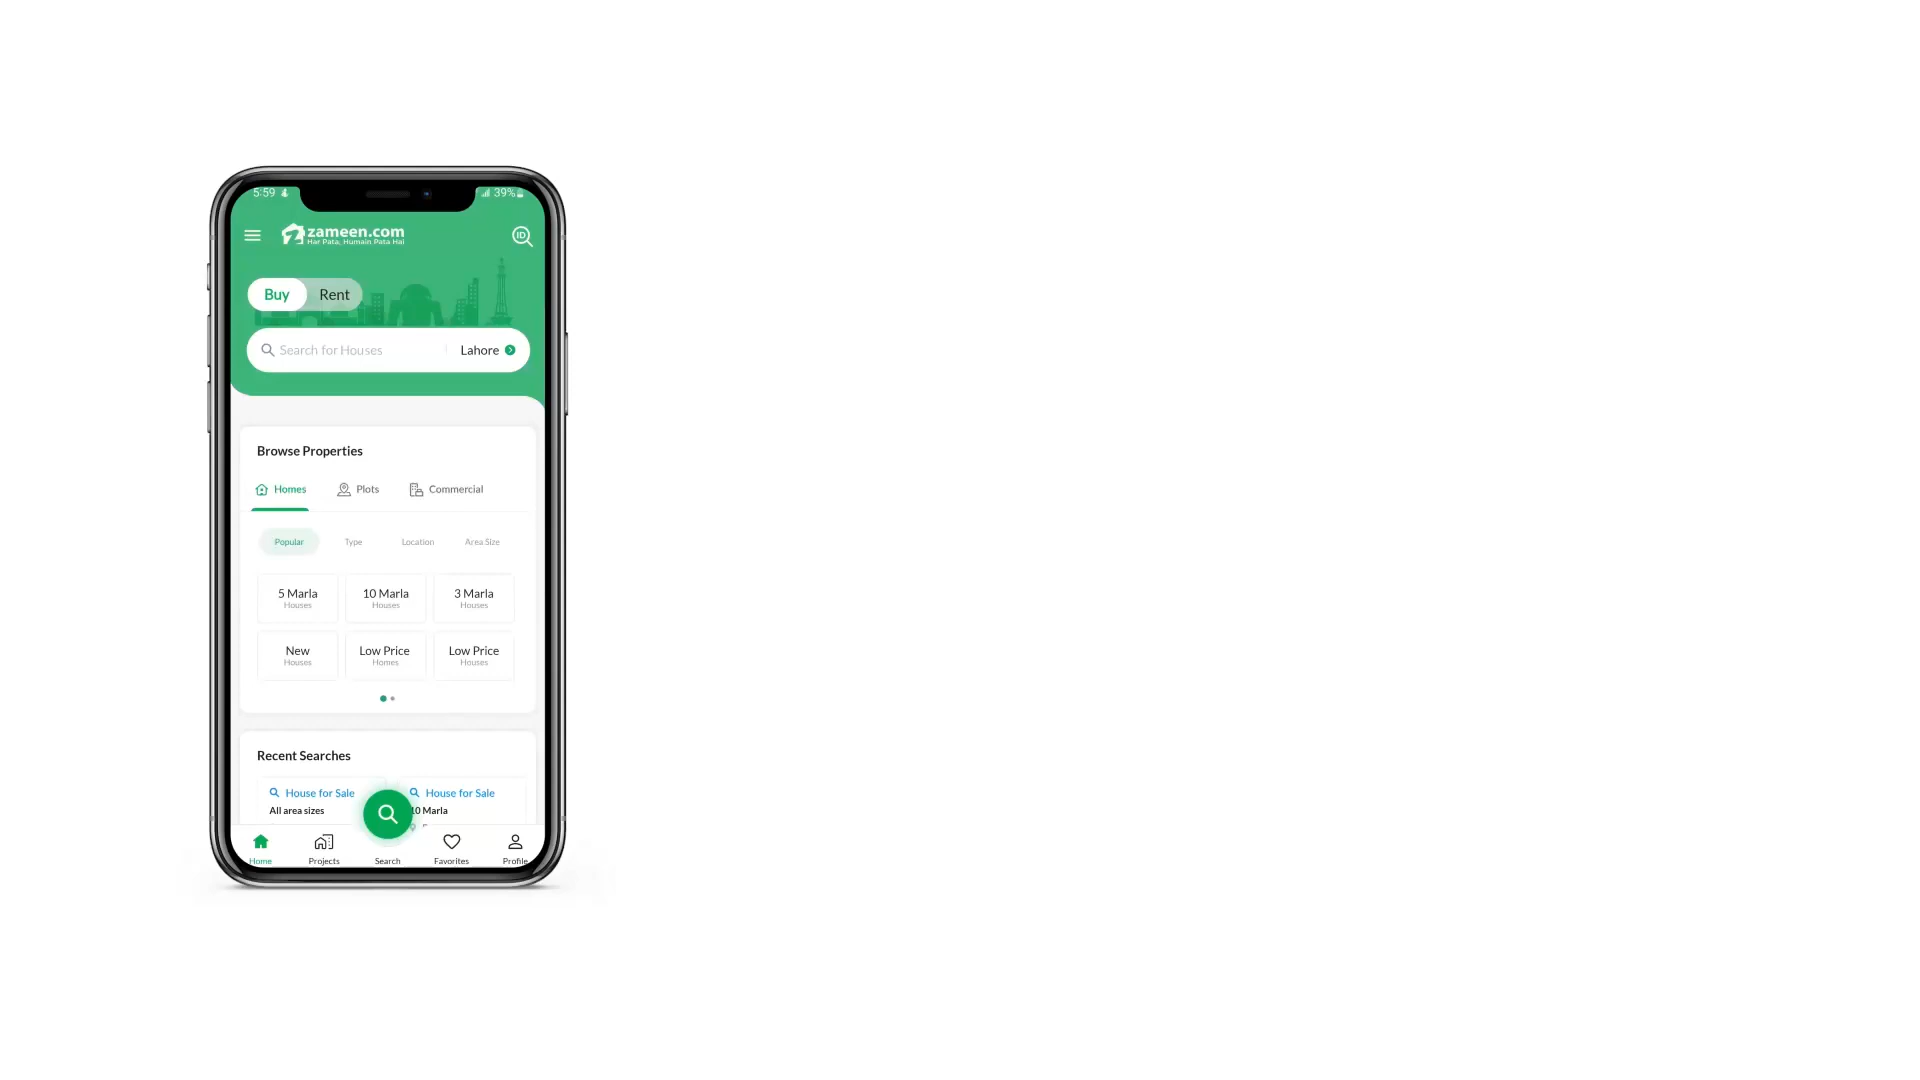 5:59 39%
zameen.com
Har Pata, Humain Pata Hai
ID
Buy Rent
Search for Houses Lahore
Browse Properties
Homes Plots Commercial
Popular Type Location Area Size
5 Marla 10 Marla 3 Marla
Houses Houses Houses
New Low Price Low Price
Houses Homes Houses
Recent Searches
House for Sale House for Sale
All area sizes 10 Marla
Home Projects Search Favorites Profile